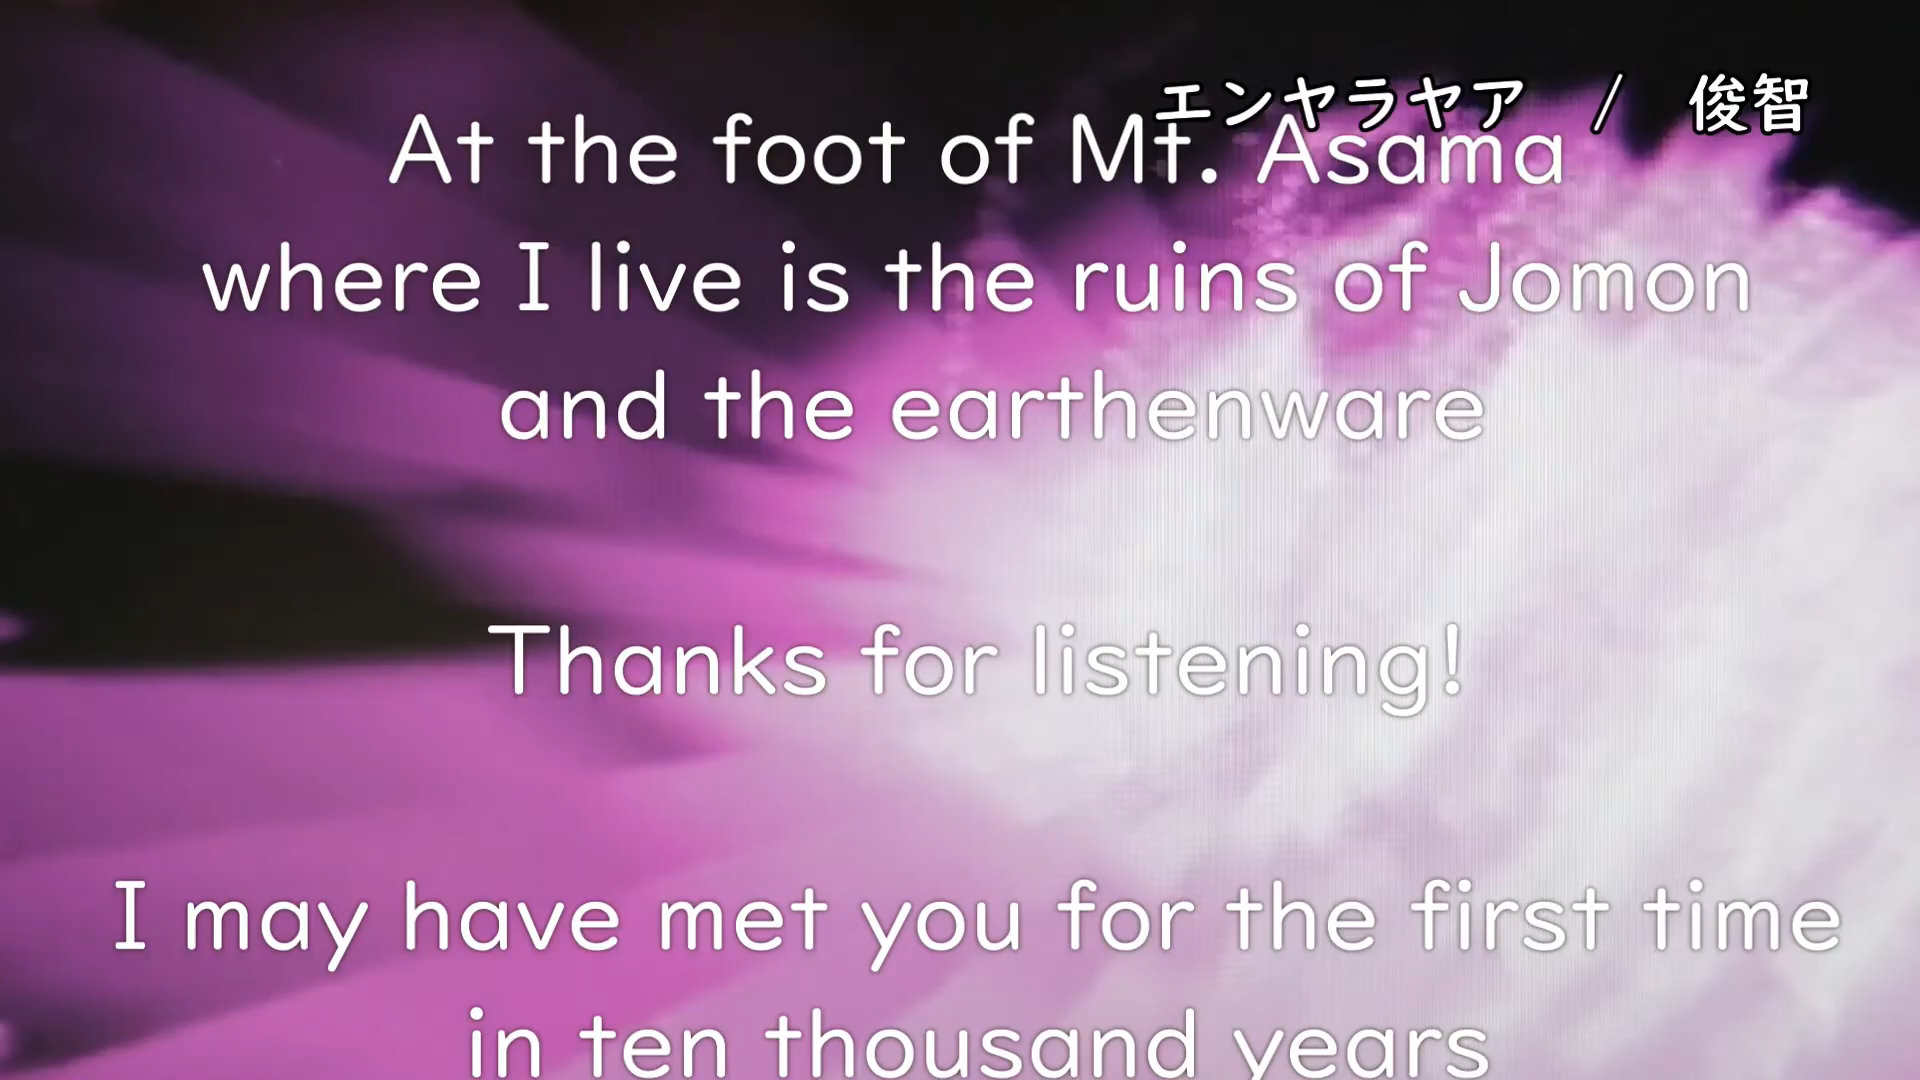 エンヤラヤア　/　俊智
At the foot of Mt. Asama
where I live is the ruins of Jomon
and the earthenware
Thanks for listening!
I may have met you for the first time
in ten thousand years